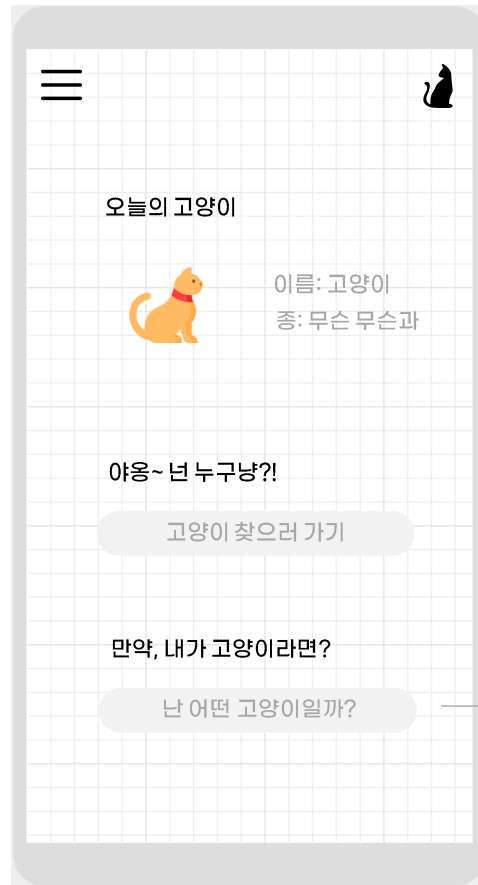 오늘의 고양이
이름: 고양이
종: 무슨 무슨과
야옹~ 넌 누구냥?!
고양이 찾으러 가기
만약, 내가 고양이라면?
난 어떤 고양이일까?